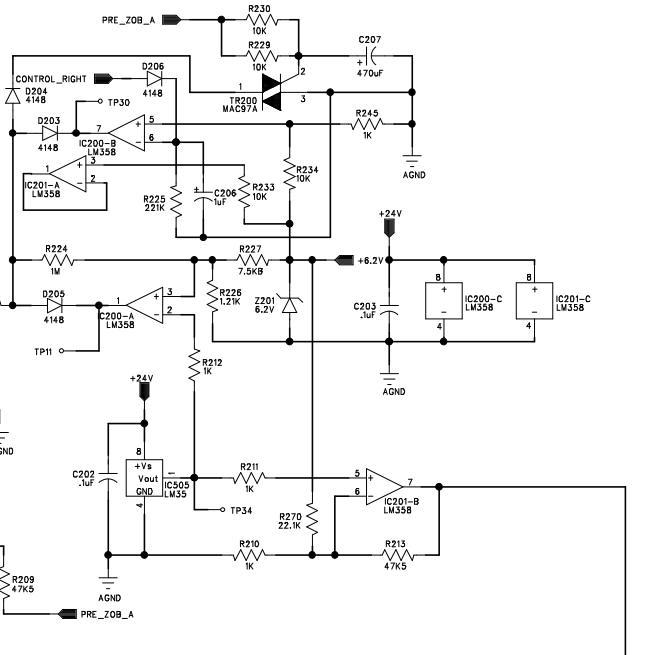 R230
PRE_ZOB_A
10K
R229
10K
C207
+
470uF
2
1
3
TR200
MAC97A
D206
CONTROL_RIGHT
4148
D204
4148
TP30
D203
4148
7
+
5
−
6
IC200-B
LM358
R245
1K
AGND
1
+
3
−
2
IC201-A
LM358
R225
221K
+
C206
1uF
R233
10K
R234
10K
+24V
R224
1M
R227
7.5KB
+6.2V
D205
4148
1
+
3
−
2
C200-A
LM358
R226
1.21K
Z201
6.2V
C203
.1uF
8
+
−
4
IC200-C
LM358
8
+
−
4
IC201-C
LM358
TP11
R212
1K
AGND
+24V
GND
8
+Vs
Vout
GND
4
IC505
LM35
C202
.1uF
R211
1K
TP34
R270
22.1K
5
+
6
−
7
IC201-B
LM358
R210
1K
R213
47K5
AGND
R209
47K5
PRE_ZOB_A